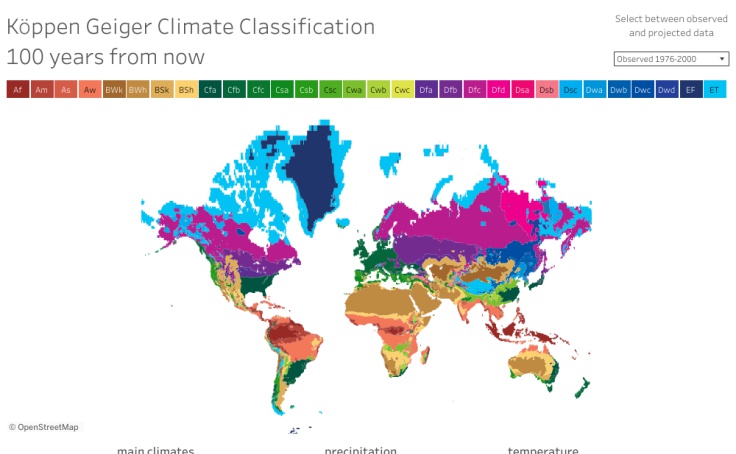 Köppen Geiger Climate Classification
100 years from now
Select between observed
and projected data
Observed 1976-2000
Af Am As Aw BWk BWh BSk BSh Cfa Cfb Cfc Csa Csb Csc Cwa Cwb Cwc Dfa Dfb Dfc Dfd Dsa Dsb Dsc Dwa Dwb Dwc Dwd EF ET
© OpenStreetMap
main climates precipitation temperature